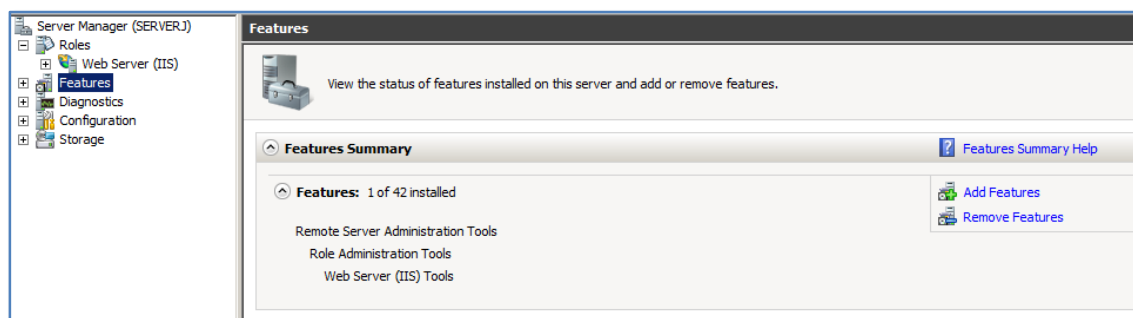 Server Manager (SERVERJ)
Roles
Web Server (IIS)
Features
Diagnostics
Configuration
Storage
Features
View the status of features installed on this server and add or remove features.
Features Summary
Features Summary Help
Features: 1 of 42 installed
Add Features
Remove Features
Remote Server Administration Tools
Role Administration Tools
Web Server (IIS) Tools